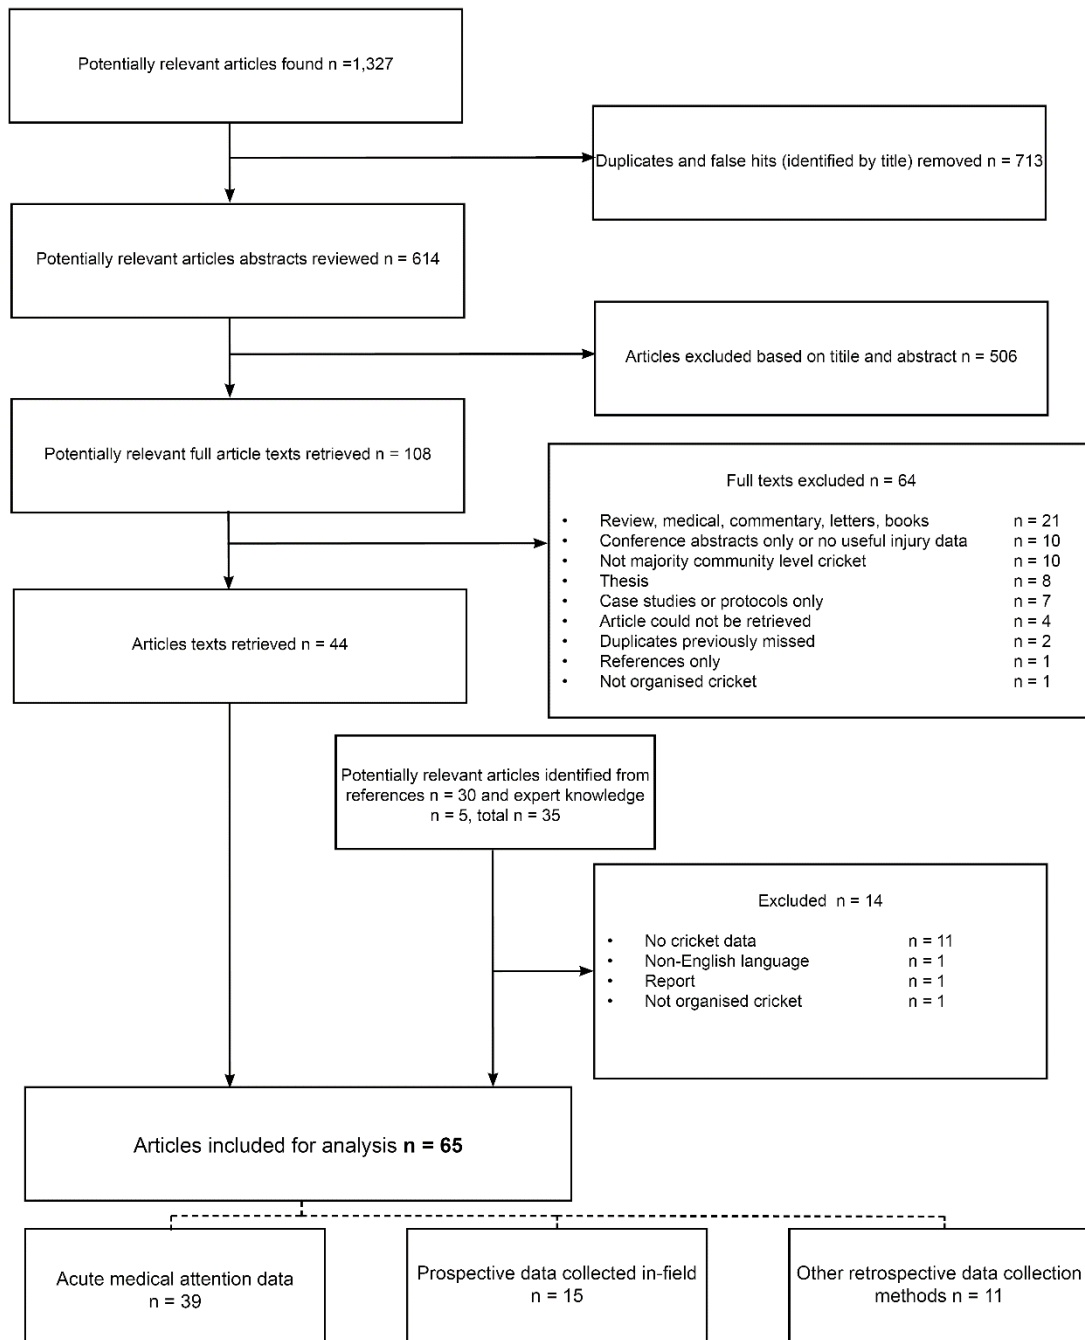 Potentially relevant articles found n =1,327
Duplicates and false hits (identified by title) removed n = 713
Potentially relevant articles abstracts reviewed n = 614
Articles excluded based on titile and abstract n = 506
Potentially relevant full article texts retrieved n = 108
Full texts excluded n = 64
• Review, medical, commentary, letters, books n = 21
• Conference abstracts only or no useful injury data n = 10
• Not majority community level cricket n = 10
• Thesis n = 8
• Case studies or protocols only n = 7
• Article could not be retrieved n = 4
• Duplicates previously missed n = 2
• References only n = 1
• Not organised cricket n = 1
Articles texts retrieved n = 44
Potentially relevant articles identified from
references n = 30 and expert knowledge
n = 5, total n = 35
Excluded n = 14
• No cricket data n = 11
• Non-English language n = 1
• Report n = 1
• Not organised cricket n = 1
Articles included for analysis n = 65
Acute medical attention data
n = 39
Prospective data collected in-field
n = 15
Other retrospective data collection
methods n = 11